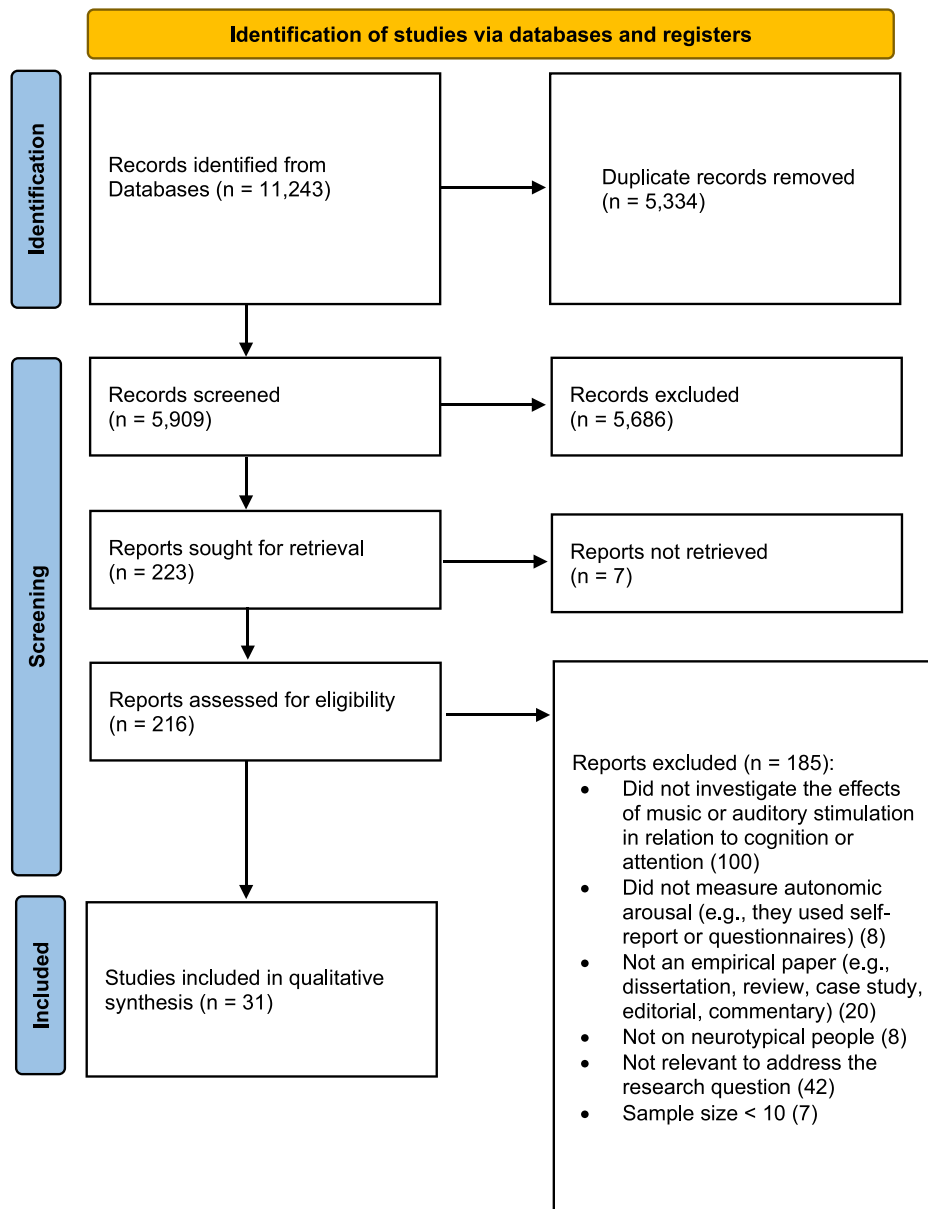 Identification of studies via databases and registers
Identification
Records identified from
Databases (n = 11,243)
Duplicate records removed
(n = 5,334)
Screening
Records screened
(n = 5,909)
Records excluded
(n = 5,686)
Reports sought for retrieval
(n = 223)
Reports not retrieved
(n = 7)
Reports assessed for eligibility
(n = 216)
Reports excluded (n = 185):
• Did not investigate the effects
of music or auditory stimulation
in relation to cognition or
attention (100)
• Did not measure autonomic
arousal (e.g., they used self-
report or questionnaires) (8)
• Not an empirical paper (e.g.,
dissertation, review, case study,
editorial, commentary) (20)
• Not on neurotypical people (8)
• Not relevant to address the
research question (42)
• Sample size < 10 (7)
Included
Studies included in qualitative
synthesis (n = 31)